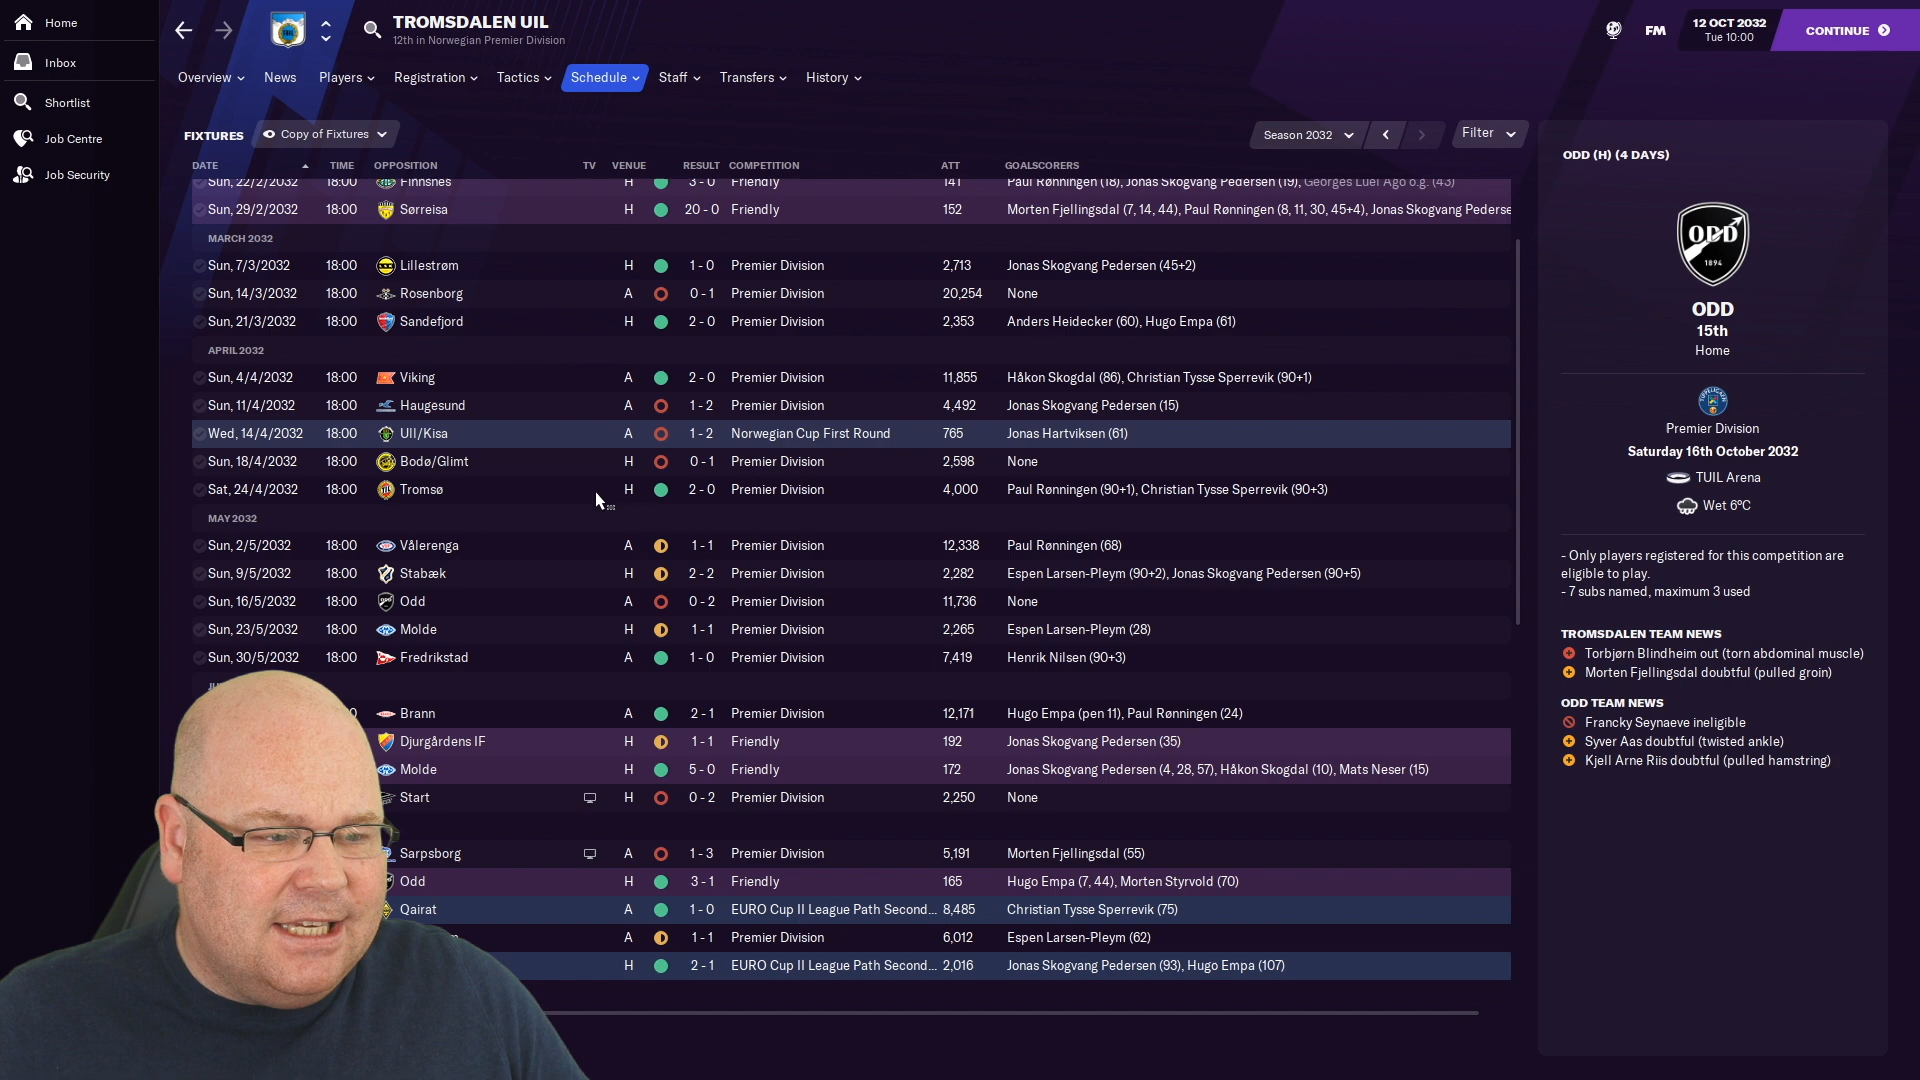 Home
Inbox
Shortlist
Job Centre
Job Security
TROMSDALEN UIL
12th in Norwegian Premier Division
FM
12 OCT 2032
Tue 10:00
CONTINUE
Overview News Players Registration Tactics Schedule Staff Transfers History
FIXTURES Copy of Fixtures Season 2032 Filter
DATE TIME OPPOSITION TV VENUE RESULT COMPETITION ATT GOALSCORERS
Sun, 22/2/2032 18:00 Finnsnes H 3 - 0 Friendly 141 Paul Rønningen (18), Jonas Skogvang Pedersen (19), Georges Luel Ago o.g. (43)
Sun, 29/2/2032 18:00 Sørreisa H 20 - 0 Friendly 152 Morten Fjellingsdal (7, 14, 44), Paul Rønningen (8, 11, 30, 45+4), Jonas Skogvang Pederse
MARCH 2032
Sun, 7/3/2032 18:00 Lillestrøm H 1 - 0 Premier Division 2,713 Jonas Skogvang Pedersen (45+2)
Sun, 14/3/2032 18:00 Rosenborg A 0 - 1 Premier Division 20,254 None
Sun, 21/3/2032 18:00 Sandefjord H 2 - 0 Premier Division 2,353 Anders Heidecker (60), Hugo Empa (61)
APRIL 2032
Sun, 4/4/2032 18:00 Viking A 2 - 0 Premier Division 11,855 Håkon Skogdal (86), Christian Tysse Sperrevik (90+1)
Sun, 11/4/2032 18:00 Haugesund A 1 - 2 Premier Division 4,492 Jonas Skogvang Pedersen (15)
Wed, 14/4/2032 18:00 Ull/Kisa A 1 - 2 Norwegian Cup First Round 765 Jonas Hartviksen (61)
Sun, 18/4/2032 18:00 Bodø/Glimt H 0 - 1 Premier Division 2,598 None
Sat, 24/4/2032 18:00 Tromsø H 2 - 0 Premier Division 4,000 Paul Rønningen (90+1), Christian Tysse Sperrevik (90+3)
MAY 2032
Sun, 2/5/2032 18:00 Vålerenga A 1 - 1 Premier Division 12,338 Paul Rønningen (68)
Sun, 9/5/2032 18:00 Stabæk H 2 - 2 Premier Division 2,282 Espen Larsen-Pleym (90+2), Jonas Skogvang Pedersen (90+5)
Sun, 16/5/2032 18:00 Odd A 0 - 2 Premier Division 11,736 None
Sun, 23/5/2032 18:00 Molde H 1 - 1 Premier Division 2,265 Espen Larsen-Pleym (28)
Sun, 30/5/2032 18:00 Fredrikstad A 1 - 0 Premier Division 7,419 Henrik Nilsen (90+3)
Brann A 2 - 1 Premier Division 12,171 Hugo Empa (pen 11), Paul Rønningen (24)
Djurgårdens IF H 1 - 1 Friendly 192 Jonas Skogvang Pedersen (35)
Molde H 5 - 0 Friendly 172 Jonas Skogvang Pedersen (4, 28, 57), Håkon Skogdal (10), Mats Neser (15)
Start H 0 - 2 Premier Division 2,250 None
Sarpsborg A 1 - 3 Premier Division 5,191 Morten Fjellingsdal (55)
Odd H 3 - 1 Friendly 165 Hugo Empa (7, 44), Morten Styrvold (70)
Qairat A 1 - 0 EURO Cup II League Path Second... 8,485 Christian Tysse Sperrevik (75)
A 1 - 1 Premier Division 6,012 Espen Larsen-Pleym (62)
H 2 - 1 EURO Cup II League Path Second... 2,016 Jonas Skogvang Pedersen (93), Hugo Empa (107)
ODD (H) (4 DAYS)
ODD
1894
ODD
15th
Home
Premier Division
Saturday 16th October 2032
TUIL Arena
Wet 6ºC
- Only players registered for this competition are
eligible to play.
- 7 subs named, maximum 3 used
TROMSDALEN TEAM NEWS
Torbjørn Blindheim out (torn abdominal muscle)
Morten Fjellingsdal doubtful (pulled groin)
ODD TEAM NEWS
Francky Seynaeve ineligible
Syver Aas doubtful (twisted ankle)
Kjell Arne Riis doubtful (pulled hamstring)